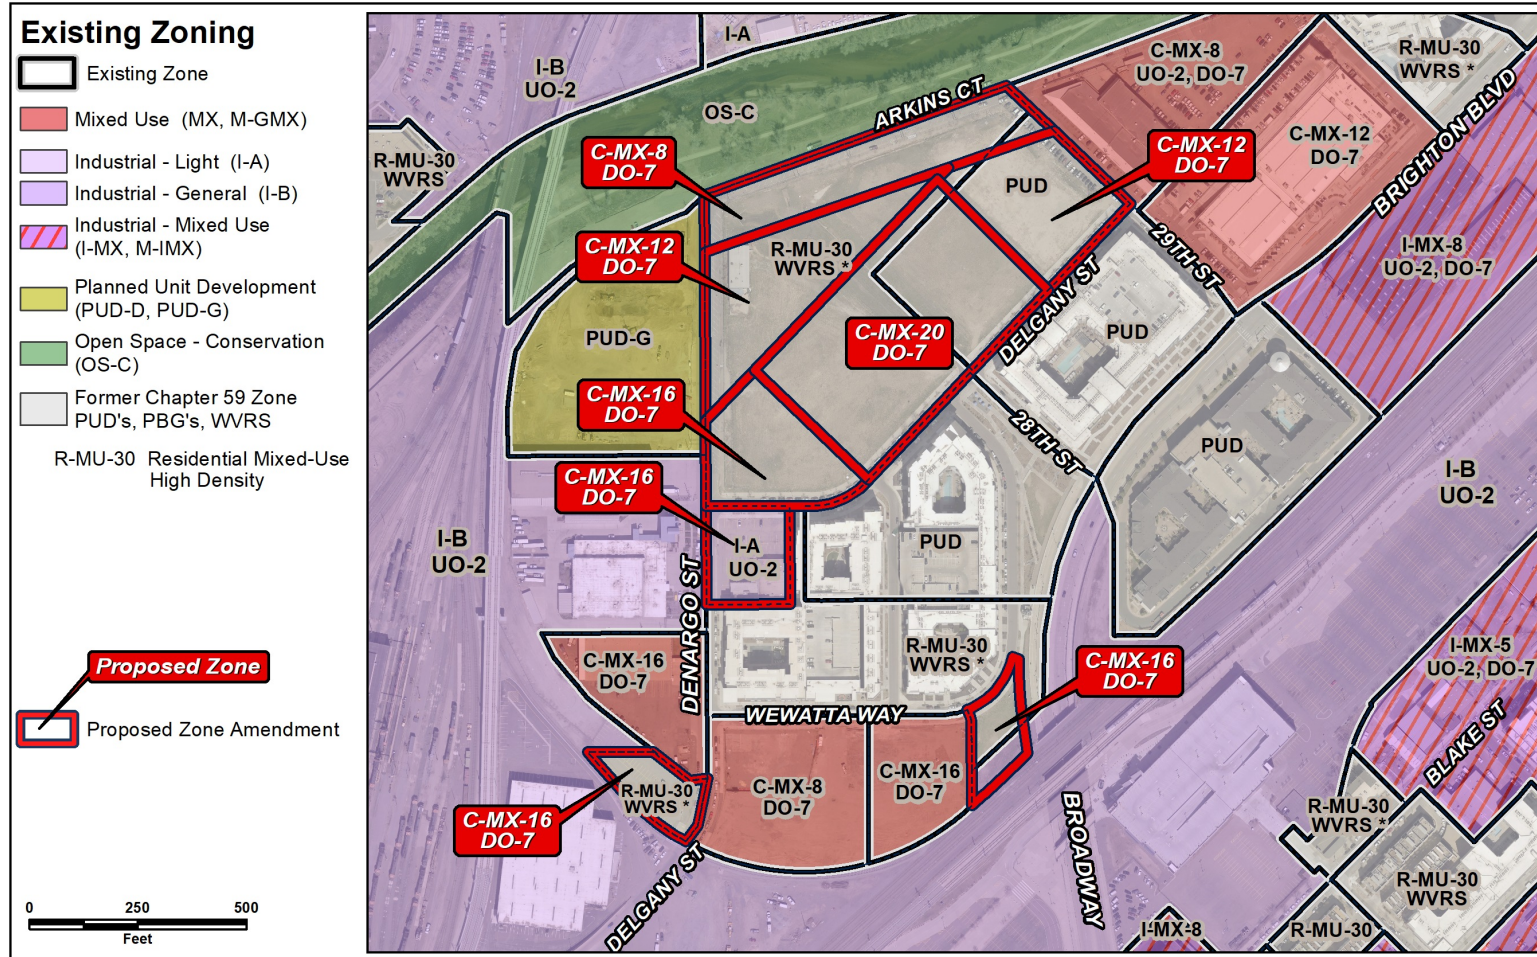 Existing Zoning
Existing Zone
Mixed Use (MX, M-GMX)
Industrial - Light (I-A)
Industrial - General (I-B)
Industrial - Mixed Use
(I-MX, M-IMX)
Planned Unit Development
(PUD-D, PUD-G)
Open Space - Conservation
(OS-C)
Former Chapter 59 Zone
PUD's, PBG's, WVRS
R-MU-30 Residential Mixed-Use
High Density
Proposed Zone
Proposed Zone Amendment
0 250 500
Feet
I-A
I-B
UO-2
OS-C
ARKINS CT
C-MX-8
UO-2, DO-7
R-MU-30
WVRS *
BRIGHTON BLVD
R-MU-30
WVRS
C-MX-8
DO-7
C-MX-12
DO-7
C-MX-12
DO-7
PUD
R-MU-30
WVRS *
C-MX-12
DO-7
29TH ST
I-MX-8
UO-2, DO-7
PUD-G
C-MX-20
DO-7
DELGANY ST
PUD
C-MX-16
DO-7
28TH ST
PUD
C-MX-16
DO-7
I-B
UO-2
I-B
UO-2
I-A
UO-2
PUD
DENARGO ST
C-MX-16
DO-7
R-MU-30
WVRS *
C-MX-16
DO-7
I-MX-5
UO-2, DO-7
WEWATTA WAY
BLAKE ST
R-MU-30
WVRS *
C-MX-8
DO-7
C-MX-16
DO-7
C-MX-16
DO-7
BROADWAY
R-MU-30
WVRS *
DELGANY ST
R-MU-30
WVRS
I-MX-8
R-MU-30